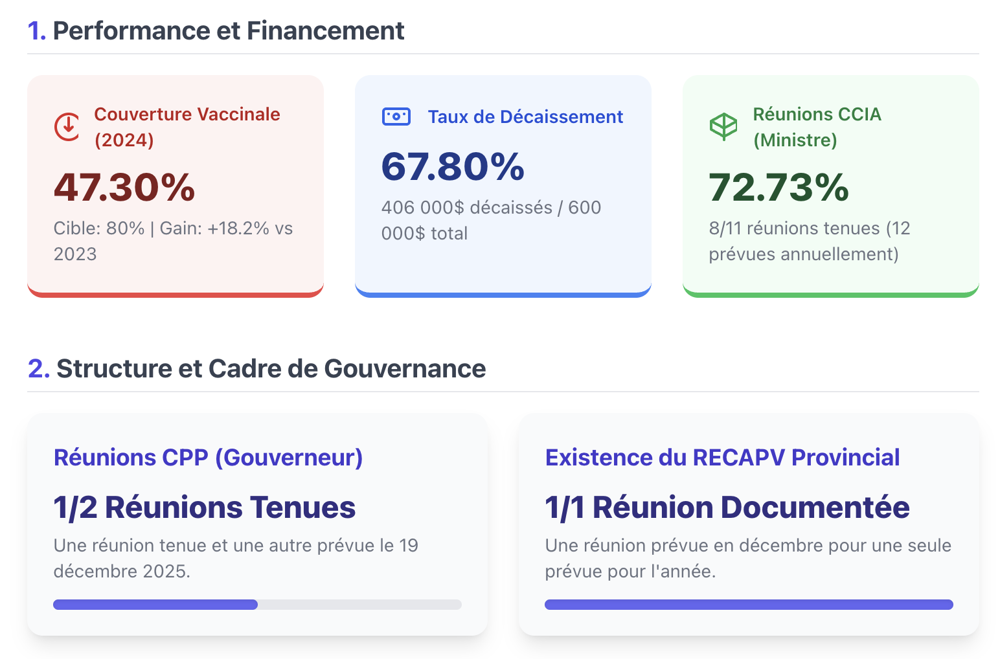 1. Performance et Financement
Couverture Vaccinale
(2024)
47.30%
Cible: 80% | Gain: +18.2% vs
2023
Taux de Décaissement
67.80%
406 000$ décaissés / 600
000$ total
Réunions CCIA
(Ministre)
72.73%
8/11 réunions tenues (12
prévues annuellement)
2. Structure et Cadre de Gouvernance
Réunions CPP (Gouverneur)
1/2 Réunions Tenues
Une réunion tenue et une autre prévue le 19
décembre 2025.
Existence du RECAPV Provincial
1/1 Réunion Documentée
Une réunion prévue en décembre pour une seule
prévue pour l'année.